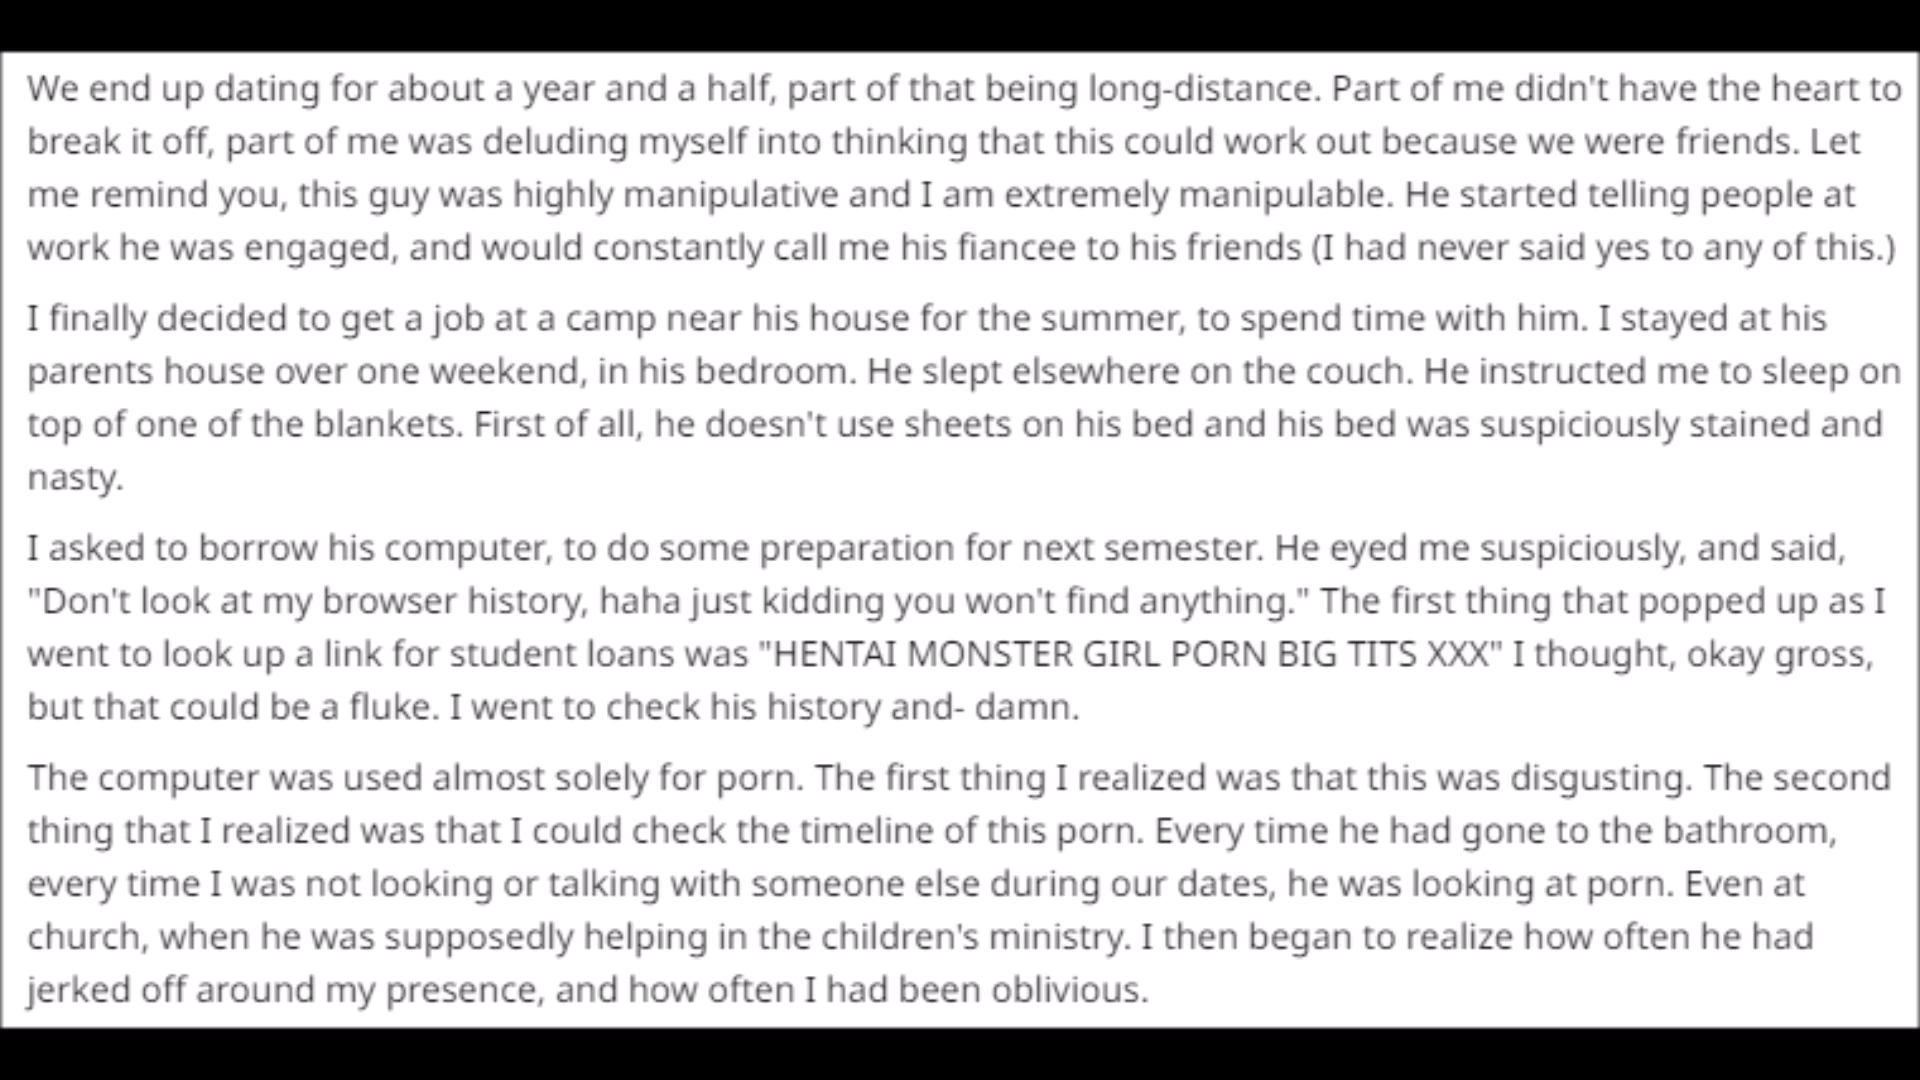 We end up dating for about a year and a half, part of that being long-distance. Part of me didn't have the heart to
break it off, part of me was deluding myself into thinking that this could work out because we were friends. Let
me remind you, this guy was highly manipulative and I am extremely manipulable. He started telling people at
work he was engaged, and would constantly call me his fiancee to his friends (I had never said yes to any of this.)
I finally decided to get a job at a camp near his house for the summer, to spend time with him. I stayed at his
parents house over one weekend, in his bedroom. He slept elsewhere on the couch. He instructed me to sleep on
top of one of the blankets. First of all, he doesn't use sheets on his bed and his bed was suspiciously stained and
nasty.
I asked to borrow his computer, to do some preparation for next semester. He eyed me suspiciously, and said,
"Don't look at my browser history, haha just kidding you won't find anything." The first thing that popped up as I
went to look up a link for student loans was "HENTAI MONSTER GIRL PORN BIG TITS XXX" I thought, okay gross,
but that could be a fluke. I went to check his history and- damn.
The computer was used almost solely for porn. The first thing I realized was that this was disgusting. The second
thing that I realized was that I could check the timeline of this porn. Every time he had gone to the bathroom,
every time I was not looking or talking with someone else during our dates, he was looking at porn. Even at
church, when he was supposedly helping in the children's ministry. I then began to realize how often he had
jerked off around my presence, and how often I had been oblivious.